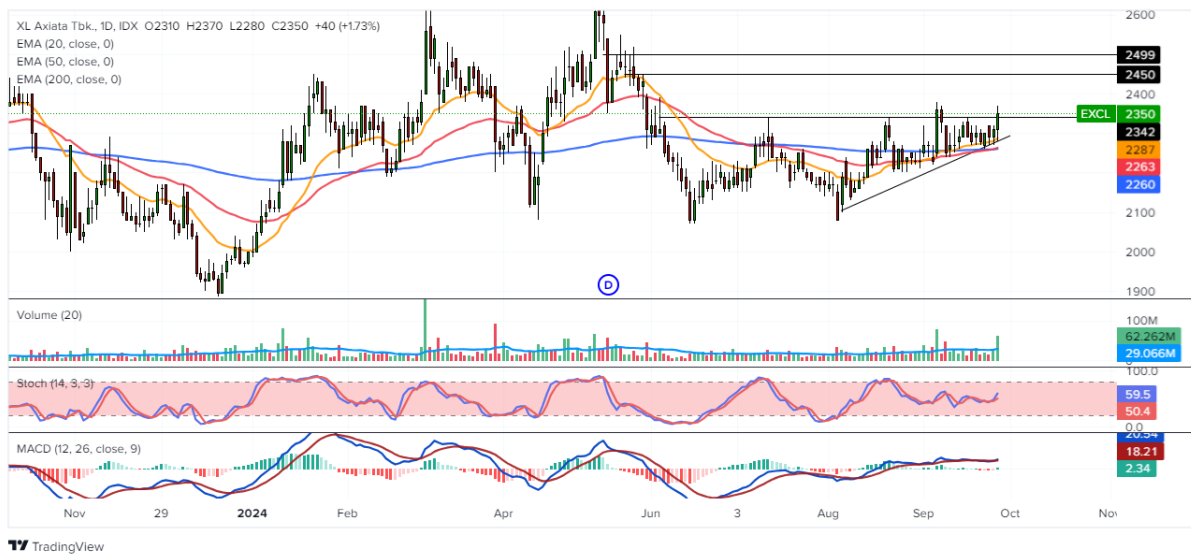 XL Axiata Tbk., 1D, IDX O2310 H2370 L2280 C2350 +40 (+1.73%)
EMA (20, close, 0)
EMA (50, close, 0)
EMA (200, close, 0)
2600
2499
2450
2400
EXCL 2350
2342
2287
2263
2260
2100
2000
1900
D
Volume (20)
100M
62.262M
29.066M
Stoch (14, 3, 3)
100.0
59.5
50.4
0.0
MACD (12, 26, close, 9)
20.54
18.21
2.34
Nov 29 2024 Feb Apr Jun 3 Aug Sep Oct Nov
TradingView